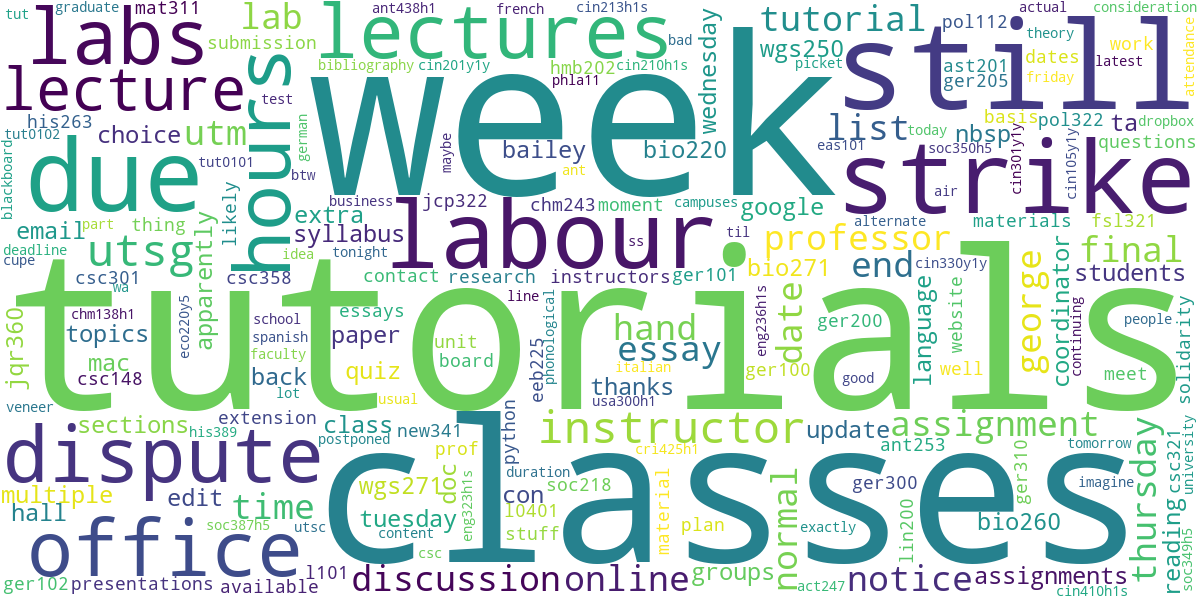 tut
graduate
mat311
ant438h1
french
cin213h1s
tutorial
pol112
actual
consideration
labs
lab
submission
lectures
bad
wgs250
still
theory
work
dates
latest
friday
attendance
bibliography
cin201y1y
hmb202
cin210h1s
picket
ast201
ger205
lecture
hours
test
week
phla11
wednesday
basis
his263
tut0102
choice
utm
german
list
nbsp
pol322
ta
dropbox
today
questions
eas101
soc350h5
cin301y1y
cin105y1y
blackboard
due
tut0101
btw
maybe
bailey
bio220
ant
strike
air
likely
business
labour
jcp322
chm243
moment
campuses
google
alternate
materials
fsl321
email
part
thing
extra
syllabus
til
professor
deadline
cupe
utsg
apparently
idea
tonight
ss
bio271
end
cin330y1y
final
csc301
csc358
contact
research
instructors
ger101
students
wa
tutorials
line
phonological
date
language
website
george
coordinator
continuing
people
solidarity
chm138h1
eco220y5
school
essays
hand
ger200
eng236h1s
topics
spanish
paper
unit
essay
mac
faculty
board
italian
ger100
well
meet
jqr360
csc148
back
quiz
eeb225
thanks
good
veneer
lot
usual
usa300h1
sections
his389
extension
class
new341
python
instructor
update
assignment
tomorrow
thursday
university
dispute
postponed
prof
cri425h1
ant253
ger310
csc321
multiple
edit
classes
wgs271
doc
eng323h1s
duration
soc218
material
normal
ger300
imagine
hall
time
tuesday
con
l0401
lin200
bio260
reading
soc349h5
soc387h5
utsc
content
stuff
plan
exactly
office
csc
ger102
presentations
available
l101
discussion
online
groups
act247
notice
assignments
cin410h1s